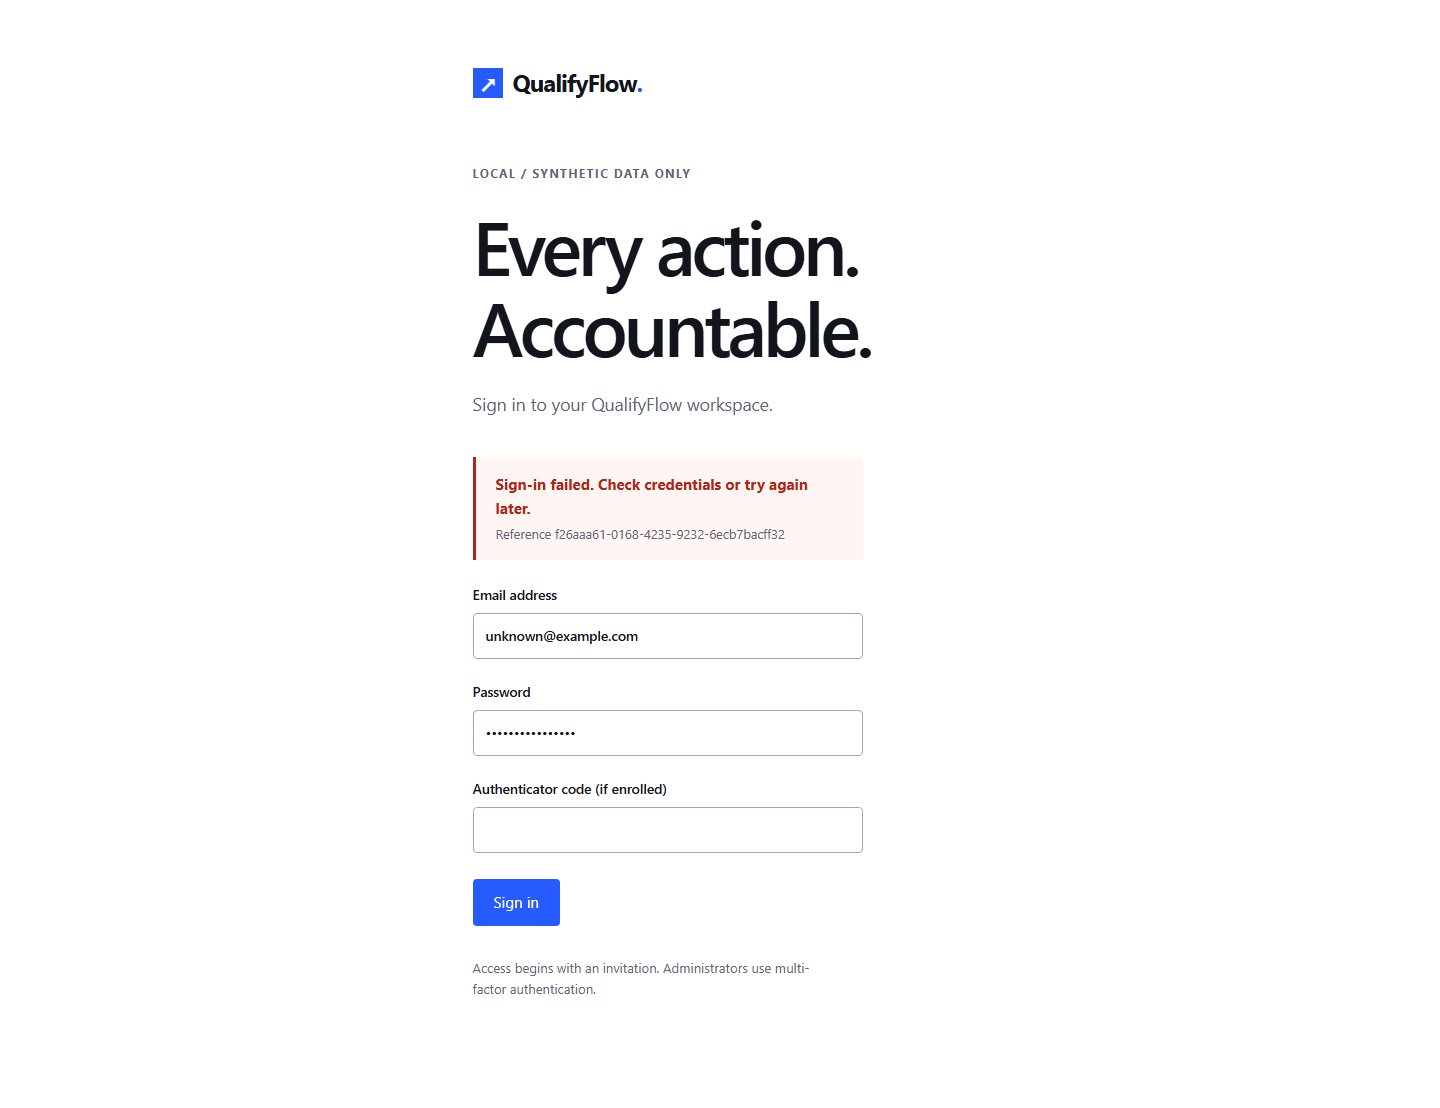 QualifyFlow.
LOCAL / SYNTHETIC DATA ONLY
Every action.
Accountable.
Sign in to your QualifyFlow workspace.
Sign-in failed. Check credentials or try again
later.
Reference f26aaa61-0168-4235-9232-6ecb7bacff32
Email address
unknown@example.com
Password
••••••••••••••••
Authenticator code (if enrolled)
Sign in
Access begins with an invitation. Administrators use multi-
factor authentication.